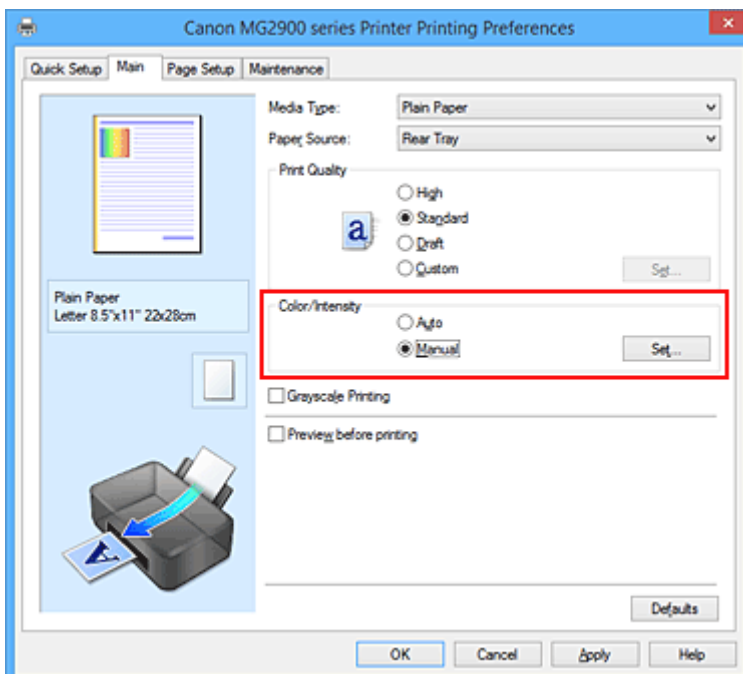 Canon MG2900 series Printer Printing Preferences
Quick Setup Main Page Setup Maintenance
Media Type: Plain Paper
Paper Source: Rear Tray
Print Quality
High
a Standard
Draft
Custom Set...
Plain Paper
Letter 8.5"x11" 22x28cm
Color/Intensity
Auto
Manual Set...
Grayscale Printing
Preview before printing
A
Defaults
OK Cancel Apply Help